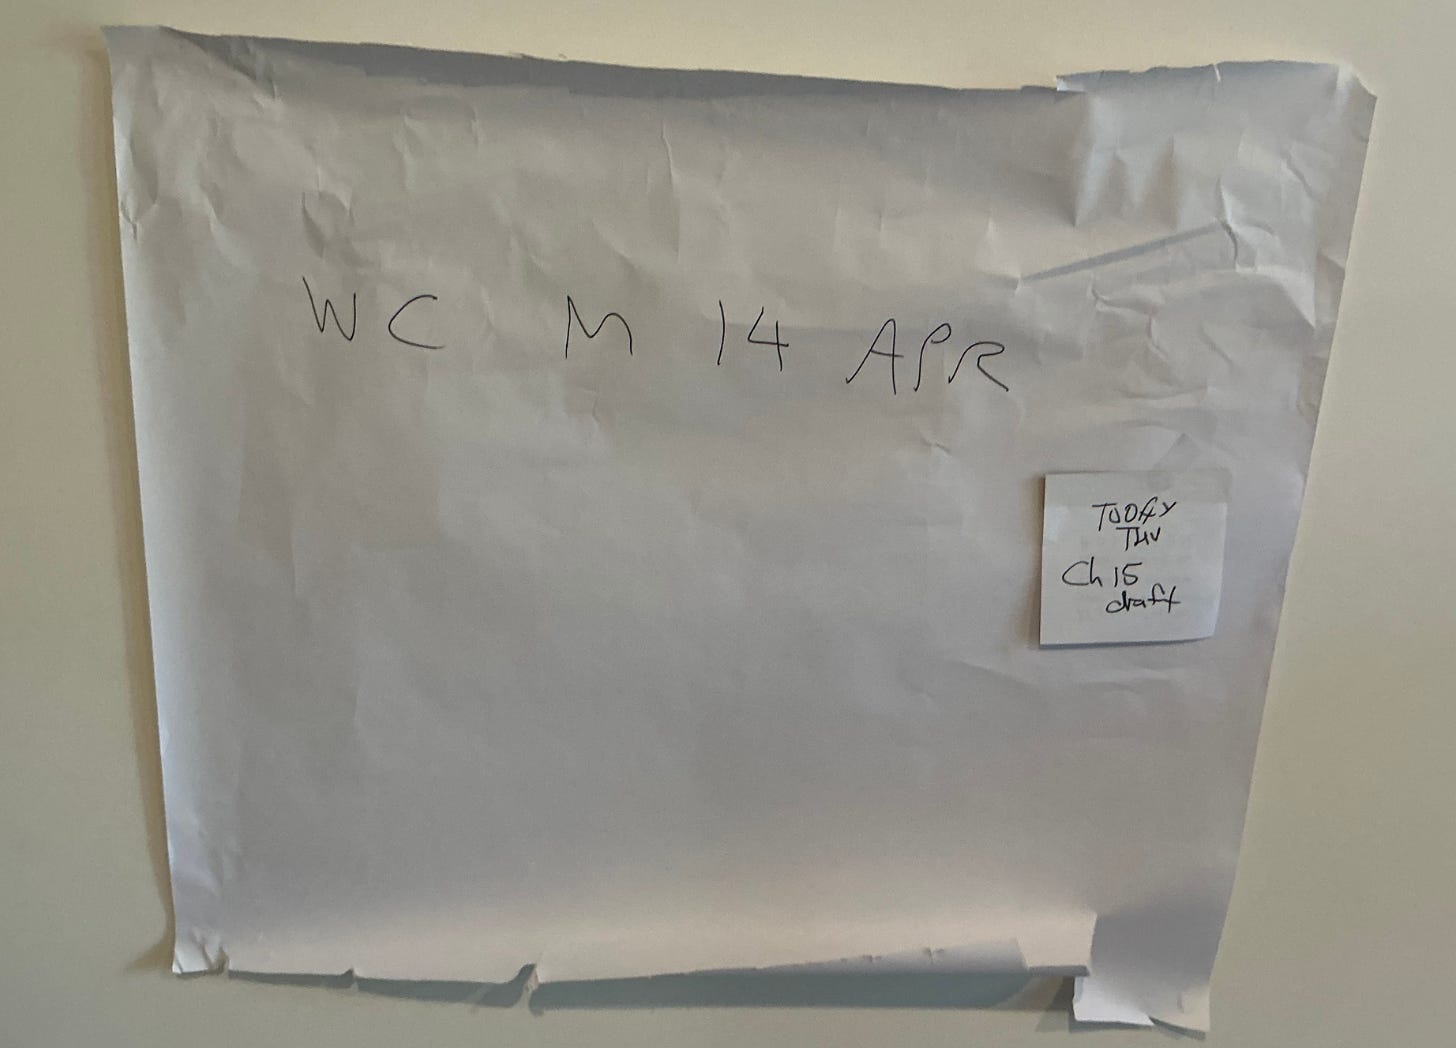 WC M 14 APR
TODAY
THU
Ch 15
draft